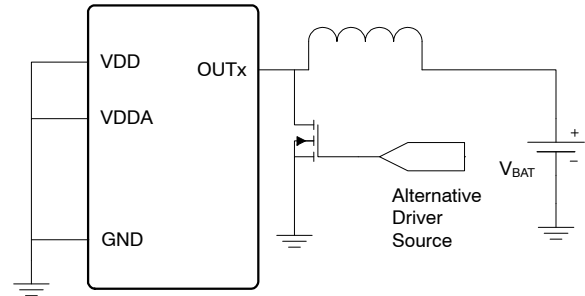 VDD
OUTx
VDDA
GND
+
−
VBAT
Alternative
Driver
Source